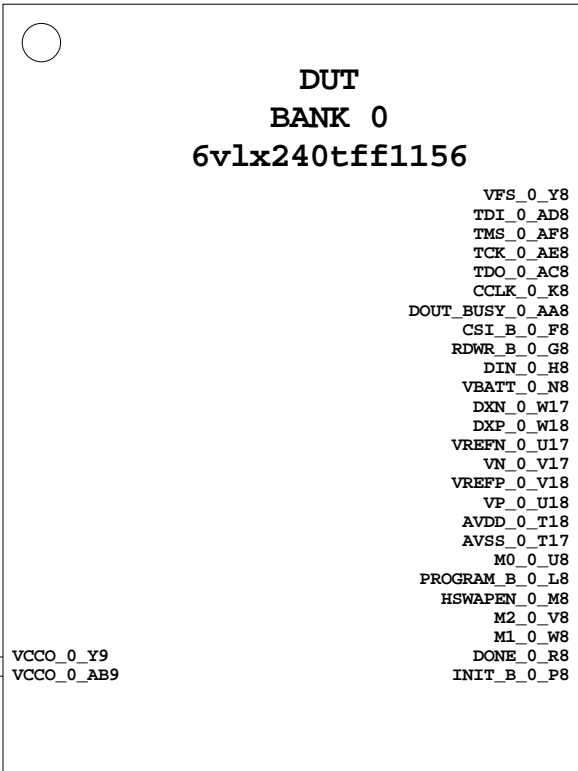 DUT
BANK 0
6vlx240tff1156
VFS_0_Y8
TDI_0_AD8
TMS_0_AF8
TCK_0_AE8
TDO_0_AC8
CCLK_0_K8
DOUT_BUSY_0_AA8
CSI_B_0_F8
RDWR_B_0_G8
DIN_0_H8
VBATT_0_N8
DXN_0_W17
DXP_0_W18
VREFN_0_U17
VN_0_V17
VREFP_0_V18
VP_0_U18
AVDD_0_T18
AVSS_0_T17
M0_0_U8
PROGRAM_B_0_L8
HSWAPEN_0_M8
M2_0_V8
M1_0_W8
VCCO_0_Y9 DONE_0_R8
VCCO_0_AB9 INIT_B_0_P8